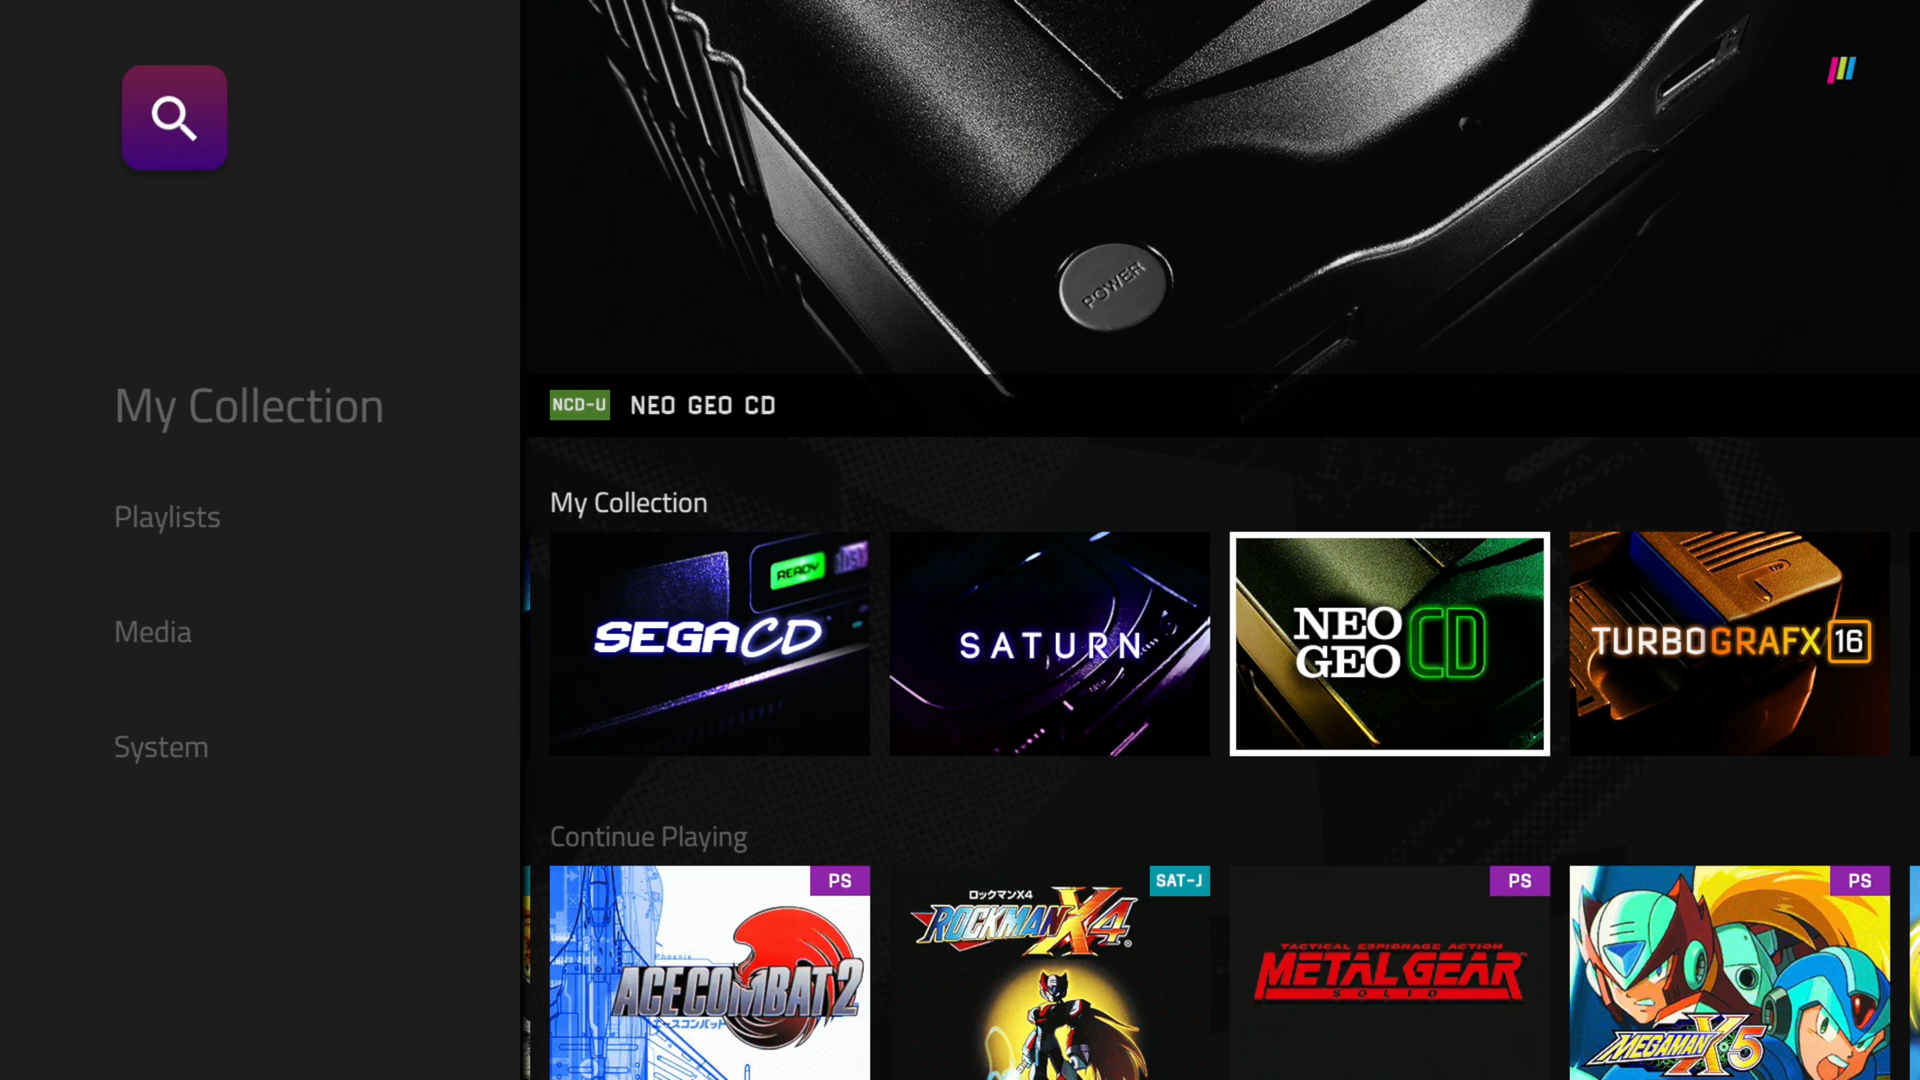 POWER
My Collection
Playlists
Media
System
NCD-U NEO GEO CD
My Collection
READY
SEGA CD
SATURN
NEO GEO CD
TURBOGRAFX 16
Continue Playing
PS
ACE COMBAT 2
エースコンバット
SAT-J
ロックマンX4
ROCKMAN X4
PS
TACTICAL ESPIONAGE ACTION
METAL GEAR
SOLID
PS
MEGAMAN X5